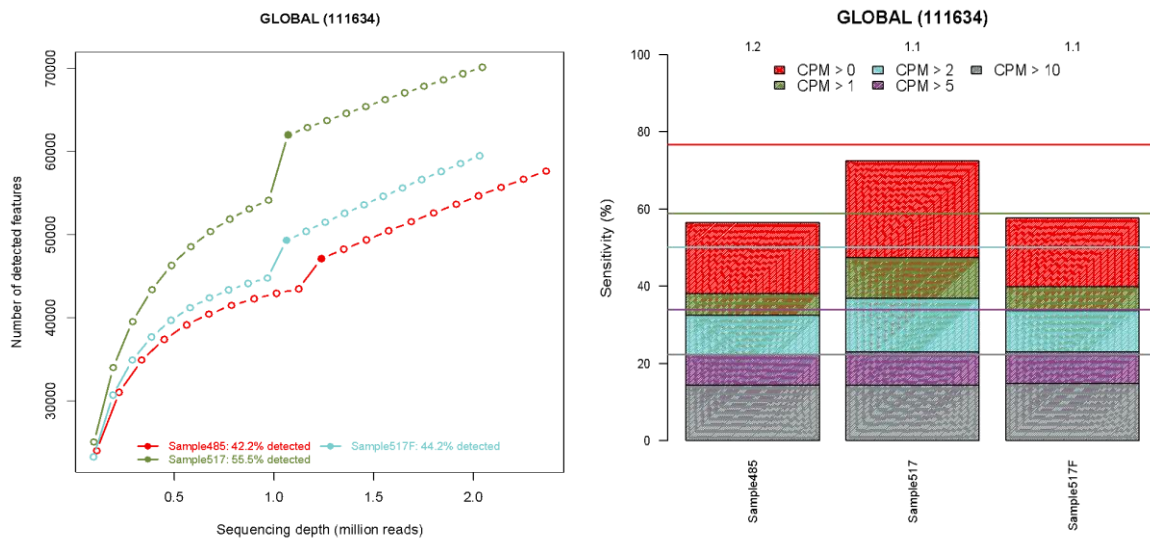 GLOBAL (111634)
Number of detected features
70000
60000
50000
40000
30000
Sample485: 42.2% detected
Sample517F: 44.2% detected
Sample517: 55.5% detected
0.5
1.0
1.5
2.0
Sequencing depth (million reads)
GLOBAL (111634)
1.2
1.1
1.1
CPM > 0
CPM > 2
CPM > 10
CPM > 1
CPM > 5
Sensitivity (%)
100
80
60
40
20
0
Sample485
Sample517
Sample517F